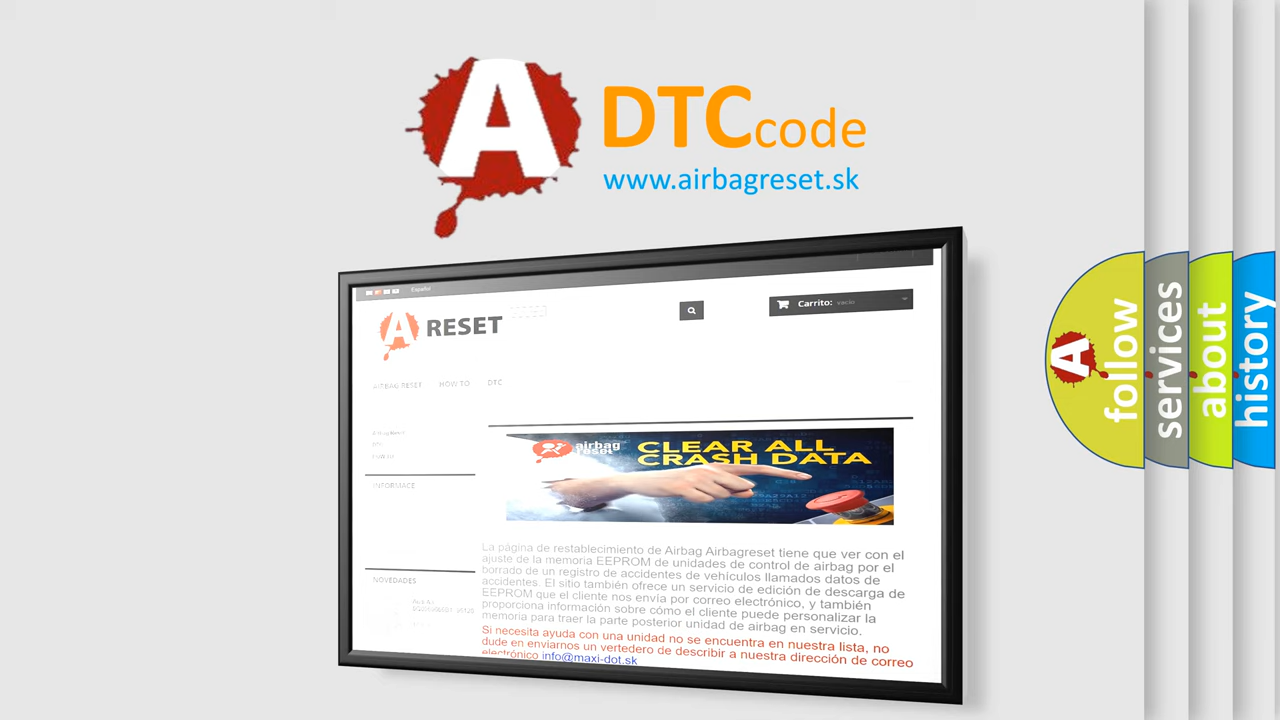 A
DTCcode
www.airbagreset.sk
Español
A RESET
Carrito: vacío
AIRBAG RESET HOW TO DTC
INFORMACE
airbag
reset
CLEAR ALL
CRASH DATA
La página de restablecimiento de Airbag Airbagreset tiene que ver con el
ajuste de la memoria EEPROM de unidades de control de airbag por el
borrado de un registro de accidentes de vehículos llamados datos de
accidentes. El sitio también ofrece un servicio de edición de descarga de
EEPROM que el cliente nos envía por correo electrónico, y también
proporciona información sobre cómo el cliente puede personalizar la
memoria para traer la parte posterior unidad de airbag en servicio.
Si necesita ayuda con una unidad no se encuentra en nuestra lista, no
dude en enviarnos un vertedero de describir a nuestra dirección de correo
electrónico info@maxi-dot.sk
NOVEDADES
A
follow
services
about
history